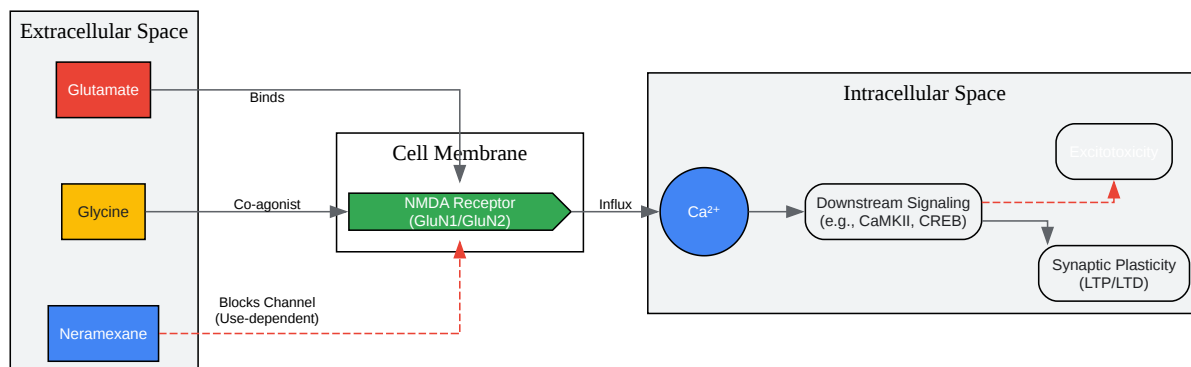 Extracellular Space
Glutamate
Binds
Glycine
Co-agonist
Neramexane
Blocks Channel
(Use-dependent)
Cell Membrane
NMDA Receptor
(GluN1/GluN2)
Influx
Intracellular Space
Ca²⁺
Downstream Signaling
(e.g., CaMKII, CREB)
Excitotoxicity
Synaptic Plasticity
(LTP/LTD)